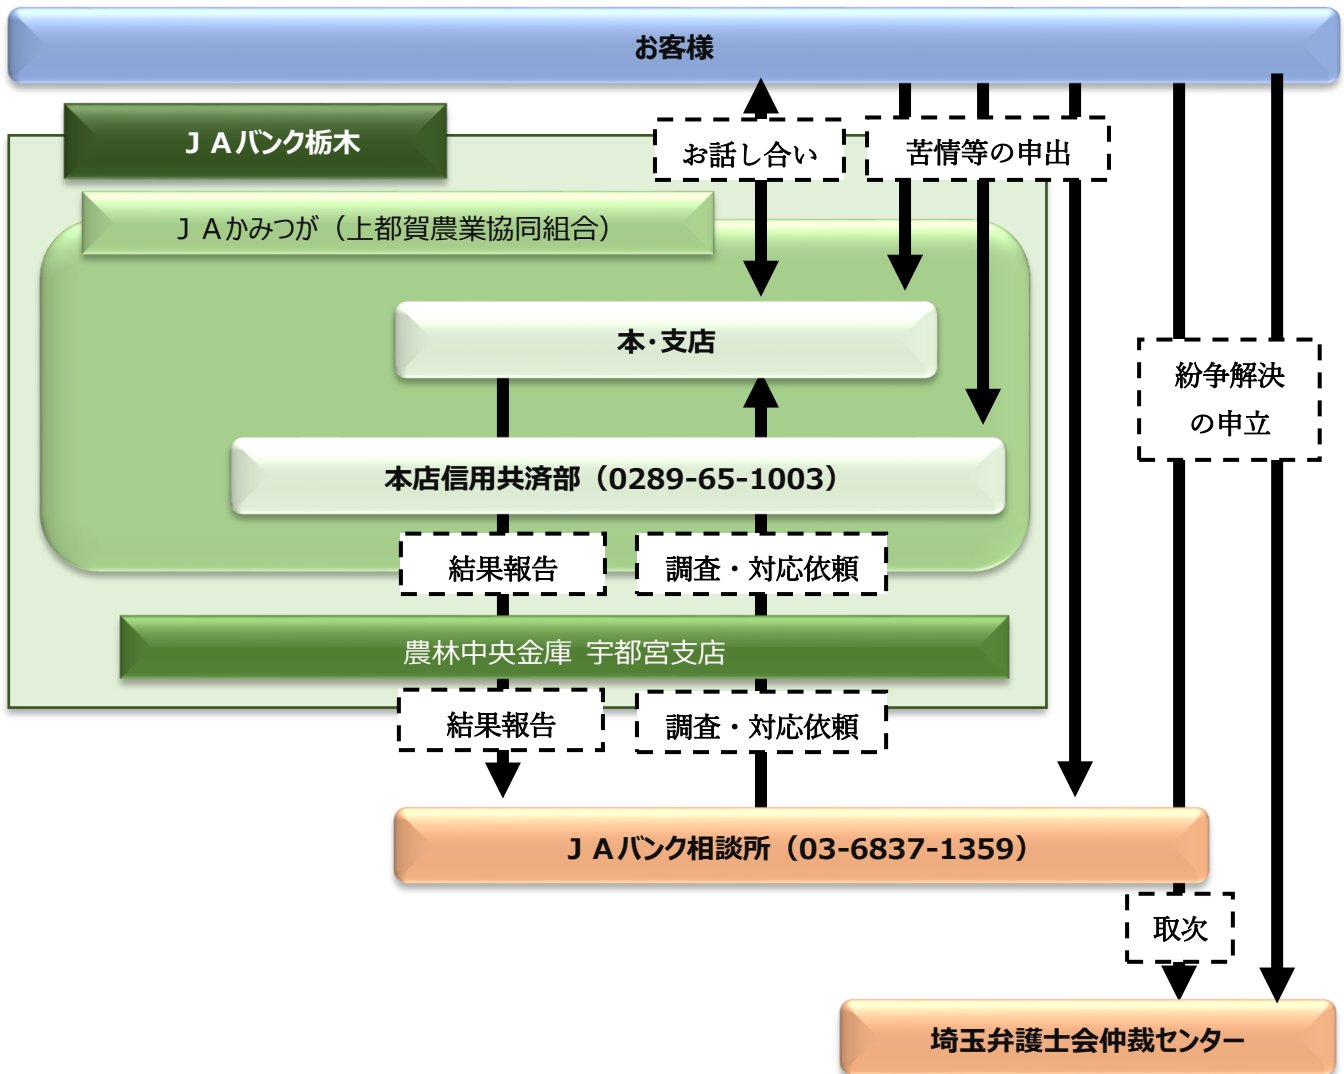 お客様
JAバンク栃木
お話し合い
苦情等の申出
JAかみつが（上都賀農業協同組合）
本・支店
紛争解決
の申立
本店信用共済部（0289-65-1003）
結果報告
調査・対応依頼
農林中央金庫 宇都宮支店
結果報告
調査・対応依頼
JAバンク相談所（03-6837-1359）
取次
埼玉弁護士会仲裁センター